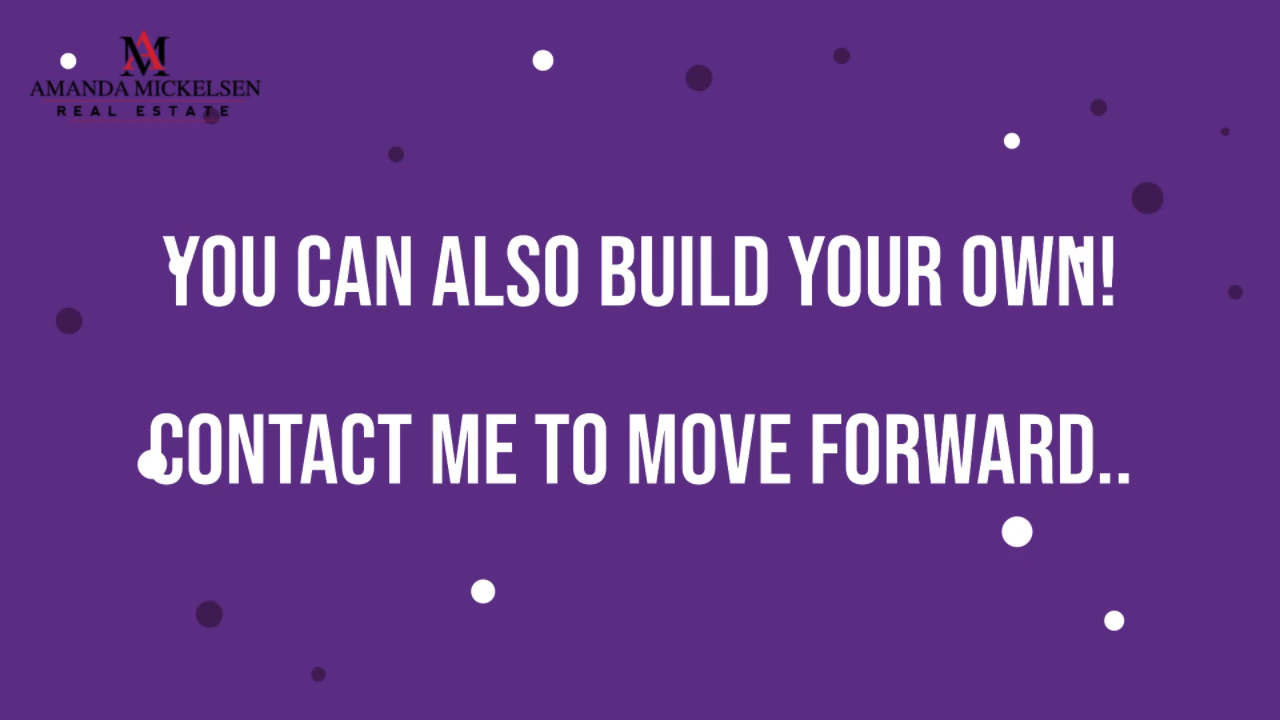 AMANDA MICKELSEN
REAL ESTATE
YOU CAN ALSO BUILD YOUR OWN!
CONTACT ME TO MOVE FORWARD..